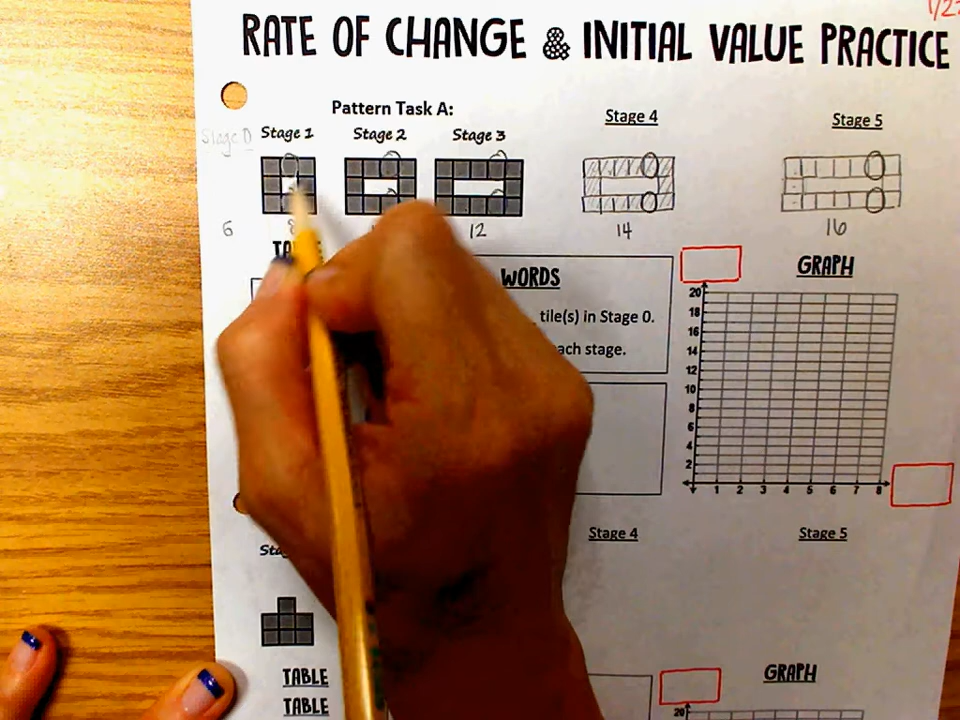 RATE OF CHANGE & INITIAL VALUE PRACTICE
Pattern Task A:
Stage 0 Stage 1 Stage 2 Stage 3 Stage 4 Stage 5
6 8 12 14 16
WORDS
tile(s) in Stage 0.
stage.
GRAPH
20
18
16
14
12
10
8
6
4
2
1 2 3 4 5 6 7 8
Stage 4 Stage 5
TABLE
TABLE
GRAPH
20